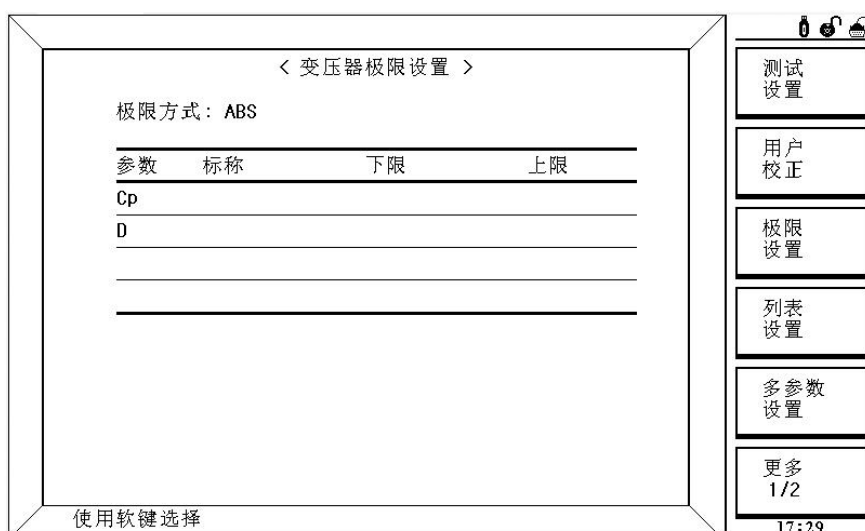 < 变压器极限设置 >
极限方式: ABS
参数 标称 下限 上限
Cp
D
使用软键选择
测试
设置
用户
校正
极限
设置
列表
设置
多参数
设置
更多
1/2
17:29